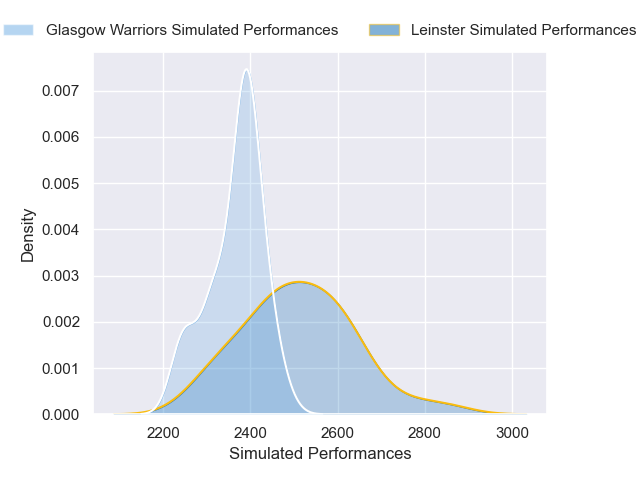 Glasgow Warriors Simulated Performances
Leinster Simulated Performances
0.007
0.006
0.005
0.004
0.003
0.002
0.001
0.000
Density
2200 2400 2600 2800 3000
Simulated Performances